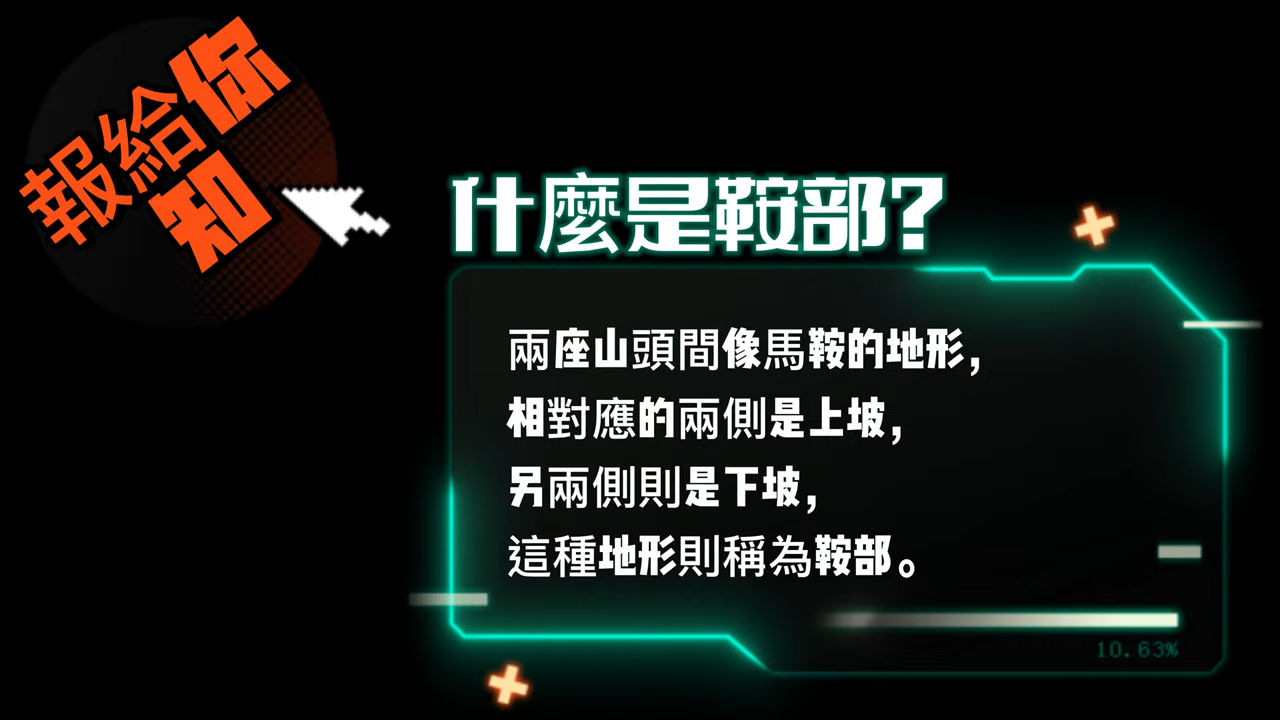 報給你知
什麼是鞍部?
兩座山頭間像馬鞍的地形,
相對應的兩側是上坡,
另兩側則是下坡,
這種地形則稱為鞍部。
10.63%